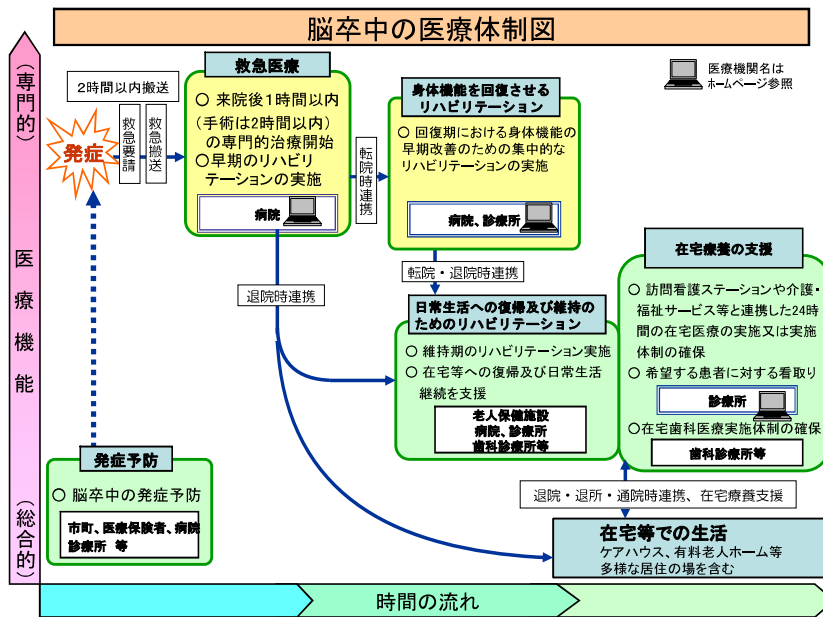 脳卒中の医療体制図
(専門的)
医療機能
(総合的)
医療機関名は
ホームページ参照
2時間以内搬送
発症
救急要請
救急搬送
救急医療
○ 来院後1時間以内
(手術は2時間以内)
の専門的治療開始
○早期のリハビリ
テーションの実施
病院
転院時連携
身体機能を回復させる
リハビリテーション
○ 回復期における身体機能の
早期改善のための集中的な
リハビリテーションの実施
病院、診療所
転院・退院時連携
退院時連携
日常生活への復帰及び維持の
ためのリハビリテーション
○ 維持期のリハビリテーション実施
○ 在宅等への復帰及び日常生活
継続を支援
老人保健施設
病院、診療所
歯科診療所等
在宅療養の支援
○ 訪問看護ステーションや介護・
福祉サービス等と連携した24時
間の在宅医療の実施又は実施
体制の確保
○ 希望する患者に対する看取り
診療所
○在宅歯科医療実施体制の確保
歯科診療所等
発症予防
○ 脳卒中の発症予防
市町、医療保険者、病院
診療所 等
退院・退所・通院時連携、在宅療養支援
在宅等での生活
ケアハウス、有料老人ホーム等
多様な居住の場を含む
時間の流れ